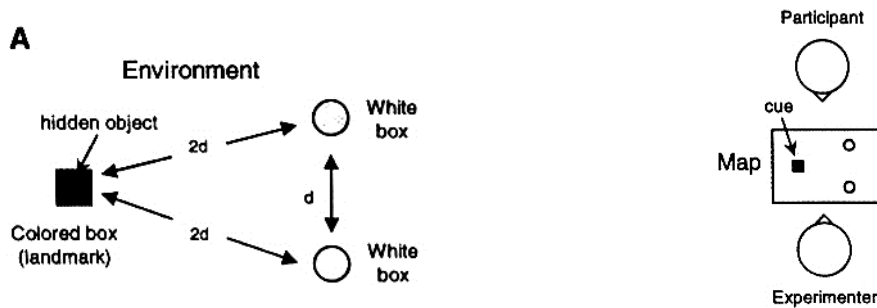 A
Environment
hidden object
White
box
2d
d
2d
Colored box
(landmark)
White
box
Participant
cue
Map
Experimenter